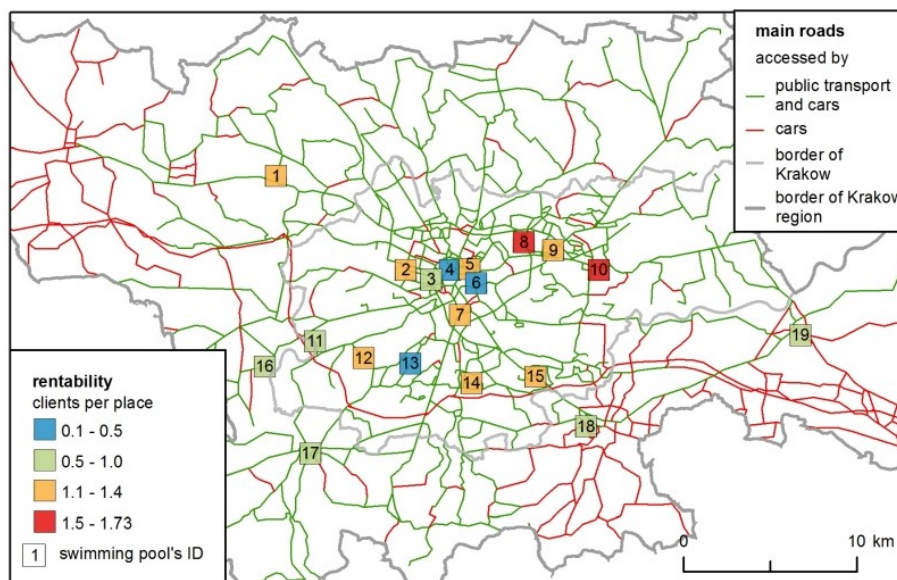 main roads
accessed by
public transport
and cars
cars
border of
Krakow
border of Krakow
region
1
8
9
2
4
5
10
3
6
7
19
11
12
13
16
14
15
18
17
rentability
clients per place
0.1 - 0.5
0.5 - 1.0
1.1 - 1.4
1.5 - 1.73
1 swimming pool's ID
0 10 km